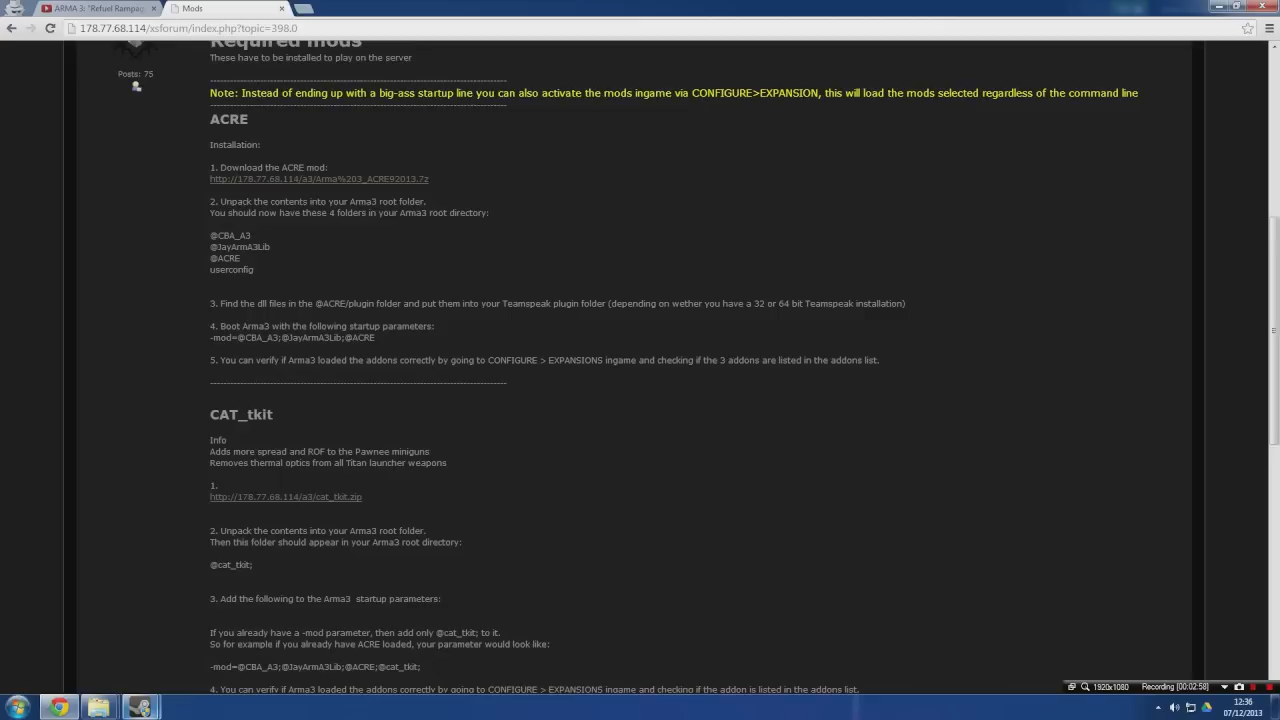 ARMA 3: "Refuel Rampag
Mods
178.77.68.114/xsforum/index.php?topic=398.0
Required mods
These have to be installed to play on the server
Posts: 75
------------------------------------------------------------------------------------------
Note: Instead of ending up with a big-ass startup line you can also activate the mods ingame via CONFIGURE>EXPANSION, this will load the mods selected regardless of the command line
------------------------------------------------------------------------------------------
ACRE
Installation:
1. Download the ACRE mod:
http://178.77.68.114/a3/Arma%203_ACRE92013.7z
2. Unpack the contents into your Arma3 root folder.
You should now have these 4 folders in your Arma3 root directory:
@CBA_A3
@JayArmA3Lib
@ACRE
userconfig
3. Find the dll files in the @ACRE/plugin folder and put them into your Teamspeak plugin folder (depending on wether you have a 32 or 64 bit Teamspeak installation)
4. Boot Arma3 with the following startup parameters:
-mod=@CBA_A3;@JayArmA3Lib;@ACRE
5. You can verify if Arma3 loaded the addons correctly by going to CONFIGURE > EXPANSIONS ingame and checking if the 3 addons are listed in the addons list.
------------------------------------------------------------------------------------------
CAT_tkit
Info
Adds more spread and ROF to the Pawnee miniguns
Removes thermal optics from all Titan launcher weapons
1.
http://178.77.68.114/a3/cat_tkit.zip
2. Unpack the contents into your Arma3 root folder.
Then this folder should appear in your Arma3 root directory:
@cat_tkit;
3. Add the following to the Arma3 startup parameters:
If you already have a -mod parameter, then add only @cat_tkit; to it.
So for example if you already have ACRE loaded, your parameter would look like:
-mod=@CBA_A3;@JayArmA3Lib;@ACRE;@cat_tkit;
4. You can verify if Arma3 loaded the addons correctly by going to CONFIGURE > EXPANSIONS ingame and checking if the addon is listed in the addons list.
1920x1080 Recording [00:02:58]
12:36
07/12/2013